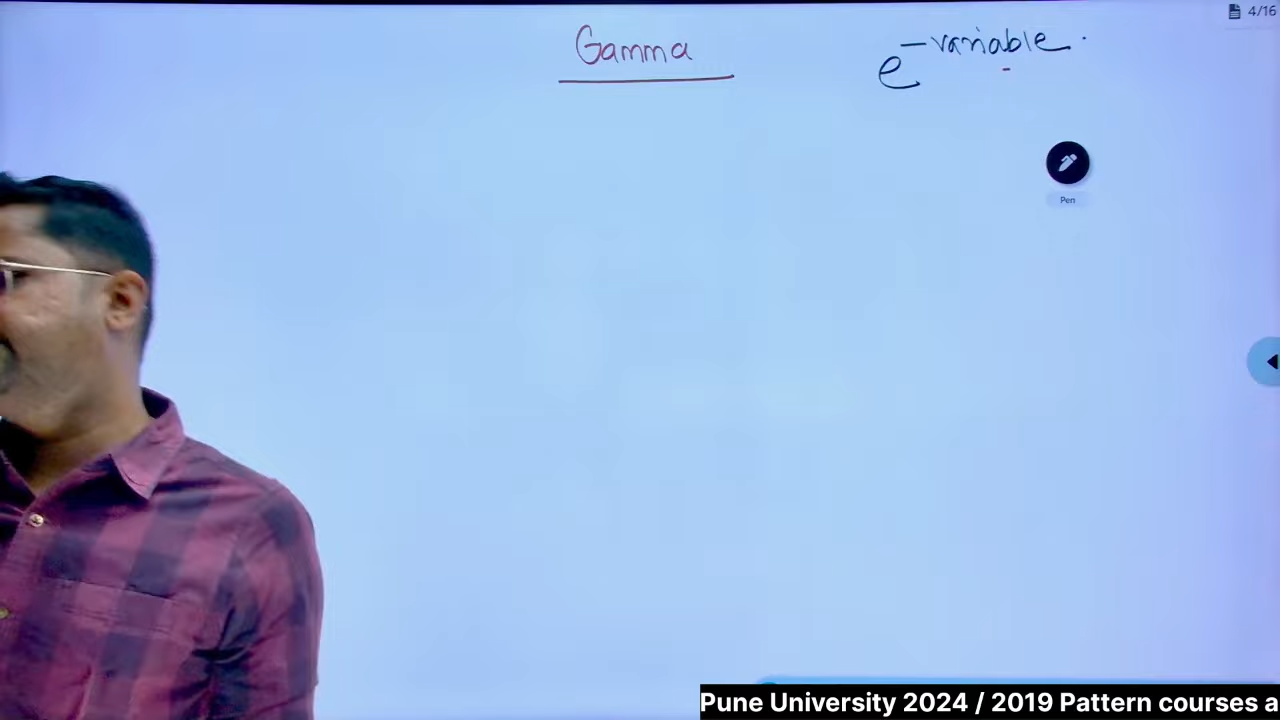 4/16
Gamma
e^-variable.
Pen
Pune University 2024 / 2019 Pattern courses a